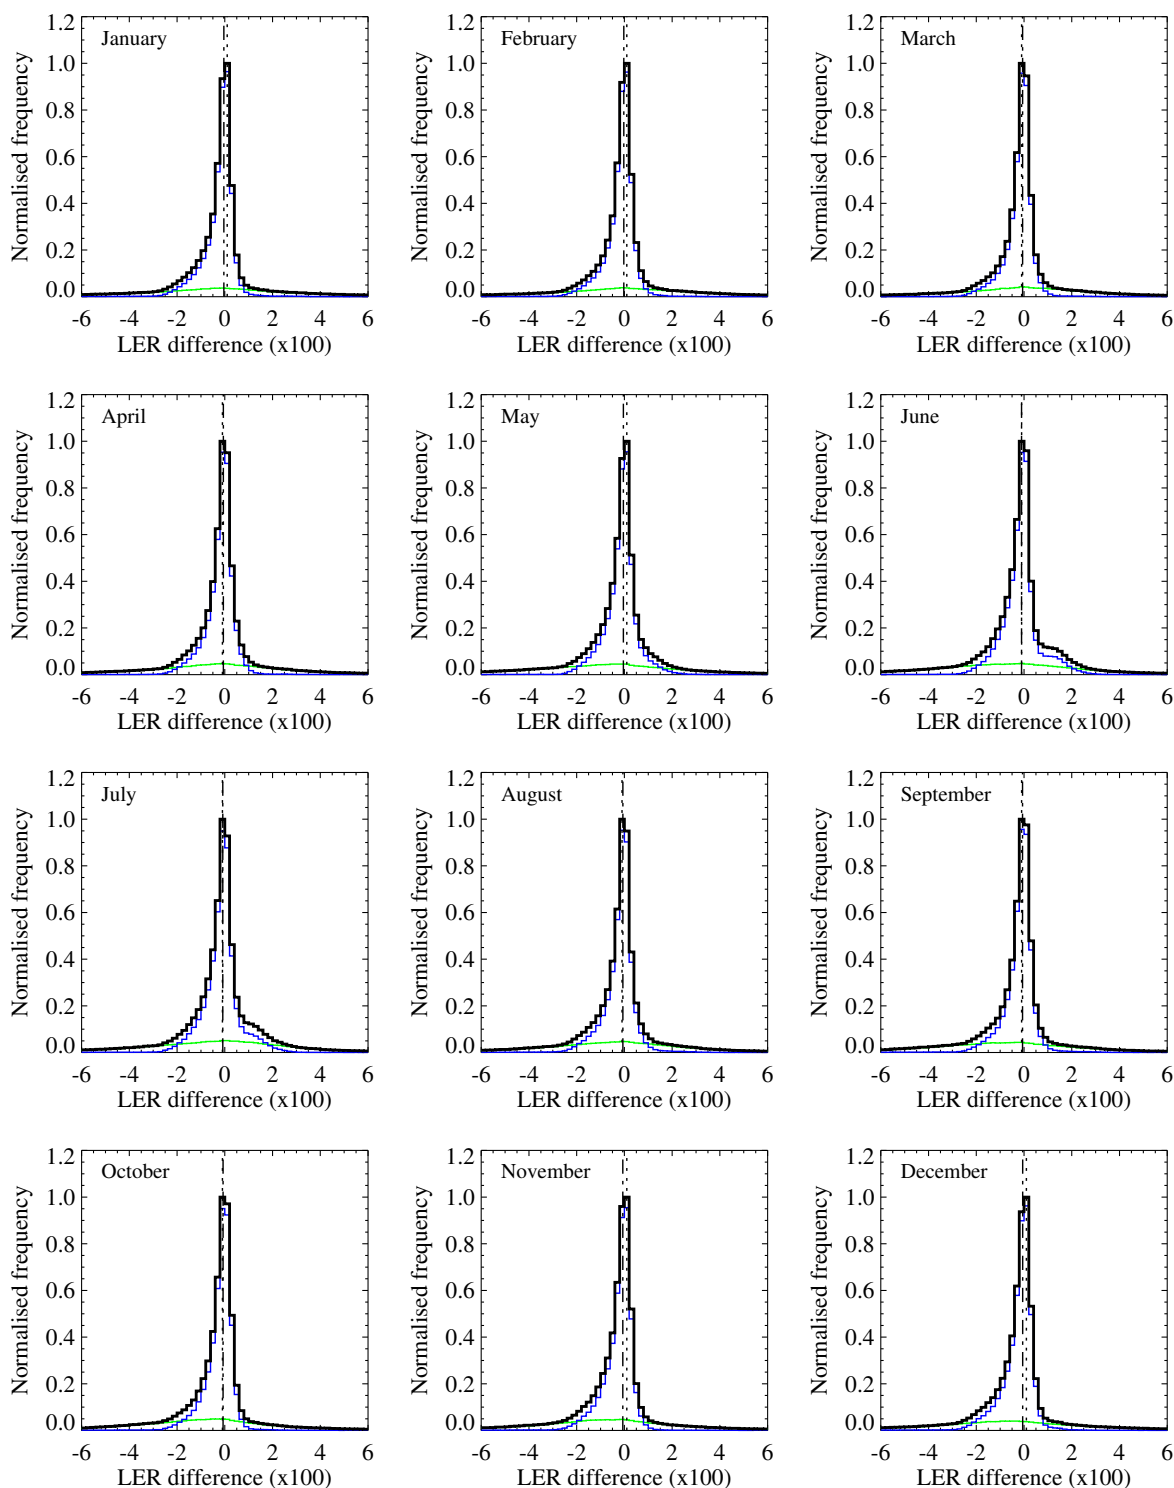 January
Normalised frequency
1.2
1.0
0.8
0.6
0.4
0.2
0.0
-6 -4 -2 0 2 4 6
LER difference (x100)
February
Normalised frequency
1.2
1.0
0.8
0.6
0.4
0.2
0.0
-6 -4 -2 0 2 4 6
LER difference (x100)
March
Normalised frequency
1.2
1.0
0.8
0.6
0.4
0.2
0.0
-6 -4 -2 0 2 4 6
LER difference (x100)
April
Normalised frequency
1.2
1.0
0.8
0.6
0.4
0.2
0.0
-6 -4 -2 0 2 4 6
LER difference (x100)
May
Normalised frequency
1.2
1.0
0.8
0.6
0.4
0.2
0.0
-6 -4 -2 0 2 4 6
LER difference (x100)
June
Normalised frequency
1.2
1.0
0.8
0.6
0.4
0.2
0.0
-6 -4 -2 0 2 4 6
LER difference (x100)
July
Normalised frequency
1.2
1.0
0.8
0.6
0.4
0.2
0.0
-6 -4 -2 0 2 4 6
LER difference (x100)
August
Normalised frequency
1.2
1.0
0.8
0.6
0.4
0.2
0.0
-6 -4 -2 0 2 4 6
LER difference (x100)
September
Normalised frequency
1.2
1.0
0.8
0.6
0.4
0.2
0.0
-6 -4 -2 0 2 4 6
LER difference (x100)
October
Normalised frequency
1.2
1.0
0.8
0.6
0.4
0.2
0.0
-6 -4 -2 0 2 4 6
LER difference (x100)
November
Normalised frequency
1.2
1.0
0.8
0.6
0.4
0.2
0.0
-6 -4 -2 0 2 4 6
LER difference (x100)
December
Normalised frequency
1.2
1.0
0.8
0.6
0.4
0.2
0.0
-6 -4 -2 0 2 4 6
LER difference (x100)